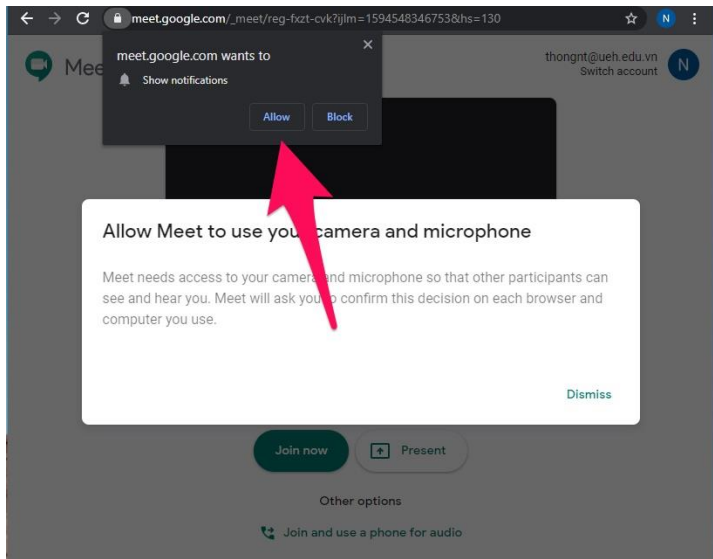 meet.google.com/_meet/reg-fxzt-cvk?ijlm=1594548346753&hs=130
N
meet.google.com wants to
Show notifications
Allow
Block
Mee
thongnt@ueh.edu.vn
Switch account
N
Allow Meet to use your camera and microphone
Meet needs access to your camera and microphone so that other participants can
see and hear you. Meet will ask you to confirm this decision on each browser and
computer you use.
Dismiss
Join now
Present
Other options
Join and use a phone for audio